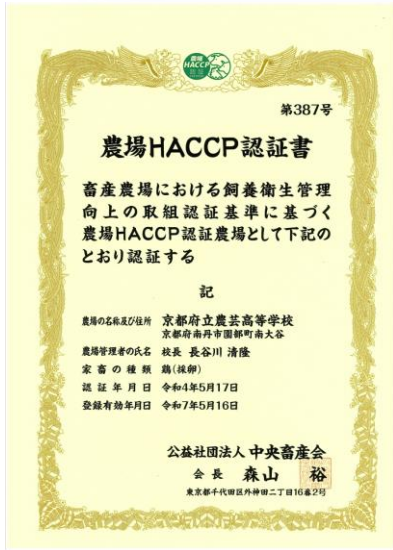 農場
HACCP
認証
第387号
農場HACCP認証書
畜産農場における飼養衛生管理
向上の取組認証基準に基づく
農場HACCP認証農場として下記の
とおり認証する
記
農場の名称及び住所 京都府立農芸高等学校
京都府南丹市園部町南大谷
農場管理者の氏名 校長 長谷川 清隆
家畜の種類 鶏(採卵)
認証年月日 令和4年5月17日
登録有効年月日 令和7年5月16日
公益社団法人 中央畜産会
会長 森山 裕
東京都千代田区外神田二丁目16番2号